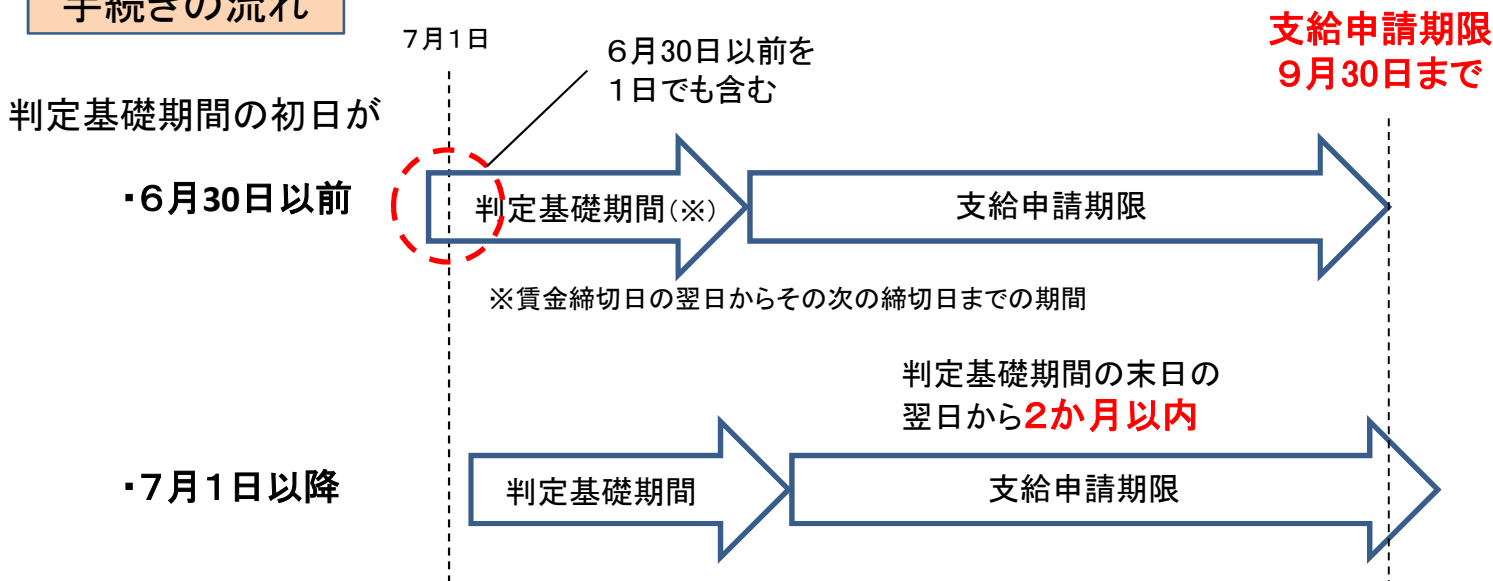 手続きの流れ
7月1日
6月30日以前を
1日でも含む
支給申請期限
9月30日まで
判定基礎期間の初日が
・6月30日以前
判定基礎期間(※)
支給申請期限
※賃金締切日の翌日からその次の締切日までの期間
判定基礎期間の末日の
翌日から2か月以内
・7月1日以降
判定基礎期間
支給申請期限